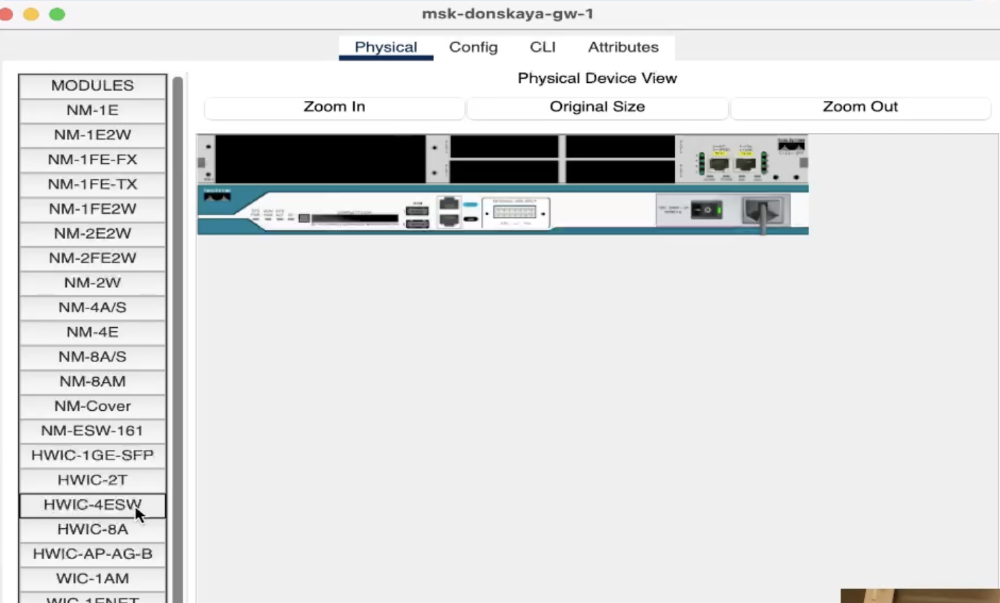 msk-donskaya-gw-1
Physical Config CLI Attributes
MODULES
NM-1E
NM-1E2W
NM-1FE-FX
NM-1FE-TX
NM-1FE2W
NM-2E2W
NM-2FE2W
NM-2W
NM-4A/S
NM-4E
NM-8A/S
NM-8AM
NM-Cover
NM-ESW-161
HWIC-1GE-SFP
HWIC-2T
HWIC-4ESW
HWIC-8A
HWIC-AP-AG-B
WIC-1AM
WIC-1ENET
Physical Device View
Zoom In Original Size Zoom Out